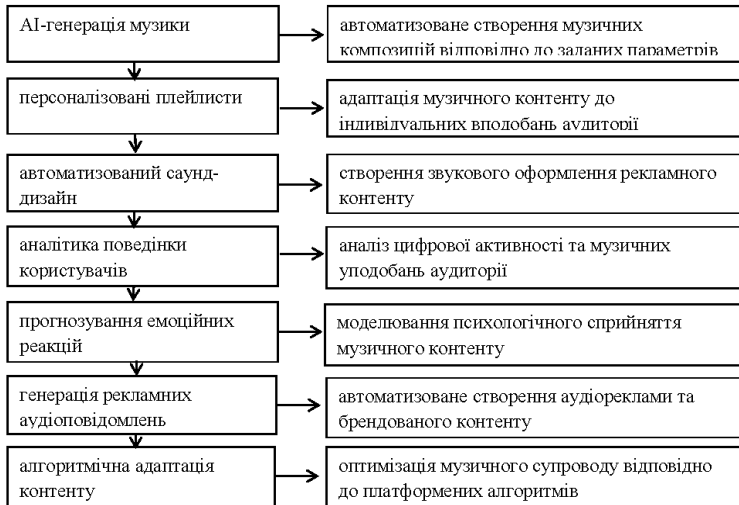 АІ-генерація музики
автоматизоване створення музичних
композицій відповідно до заданих параметрів
персоналізовані плейлисти
адаптація музичного контенту до
індивідуальних вподобань аудиторії
автоматизований саунд-
дизайн
створення звукового оформлення рекламного
контенту
аналітика поведінки
користувачів
аналіз цифрової активності та музичних
уподобань аудиторії
прогнозування емоційних
реакцій
моделювання психологічного сприйняття
музичного контенту
генерація рекламних
аудіоповідомлень
автоматизоване створення аудіореклами та
брендованого контенту
алгоритмічна адаптація
контенту
оптимізація музичного супроводу відповідно
до платформених алгоритмів